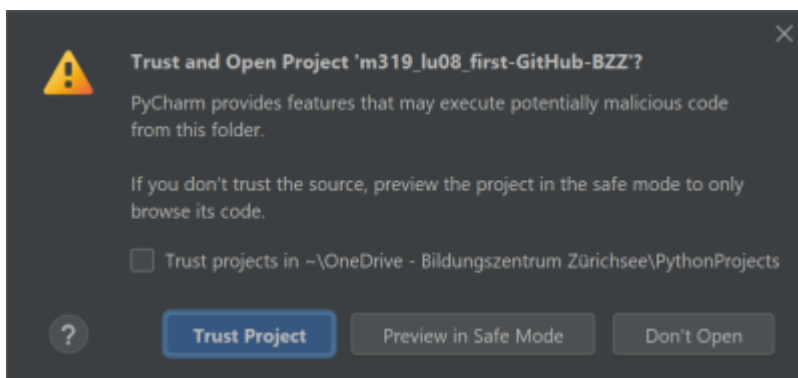 Trust and Open Project 'm319_lu08_first-GitHub-BZZ'?
PyCharm provides features that may execute potentially malicious code
from this folder.
If you don't trust the source, preview the project in the safe mode to only
browse its code.
Trust projects in ~\OneDrive - Bildungszentrum Zürichsee\PythonProjects
? Trust Project Preview in Safe Mode Don't Open